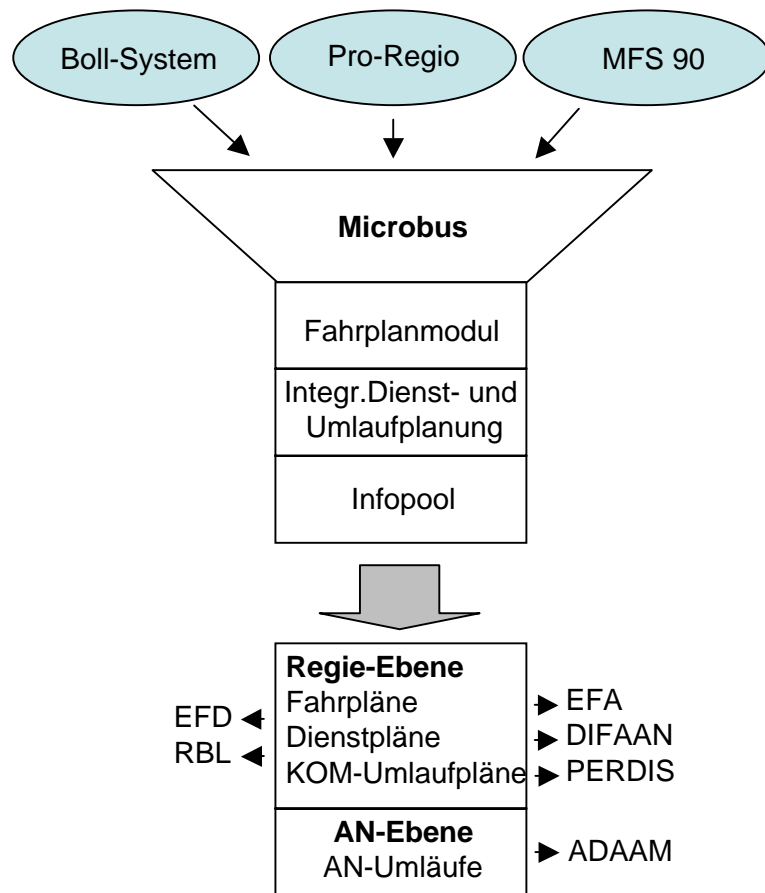 Boll-System
Pro-Regio
MFS 90
Microbus
Fahrplanmodul
Integr.Dienst- und
Umlaufplanung
Infopool
Regie-Ebene
Fahrpläne
Dienstpläne
KOM-Umlaufpläne
EFD
RBL
EFA
DIFAAN
PERDIS
AN-Ebene
AN-Umläufe
ADAAM